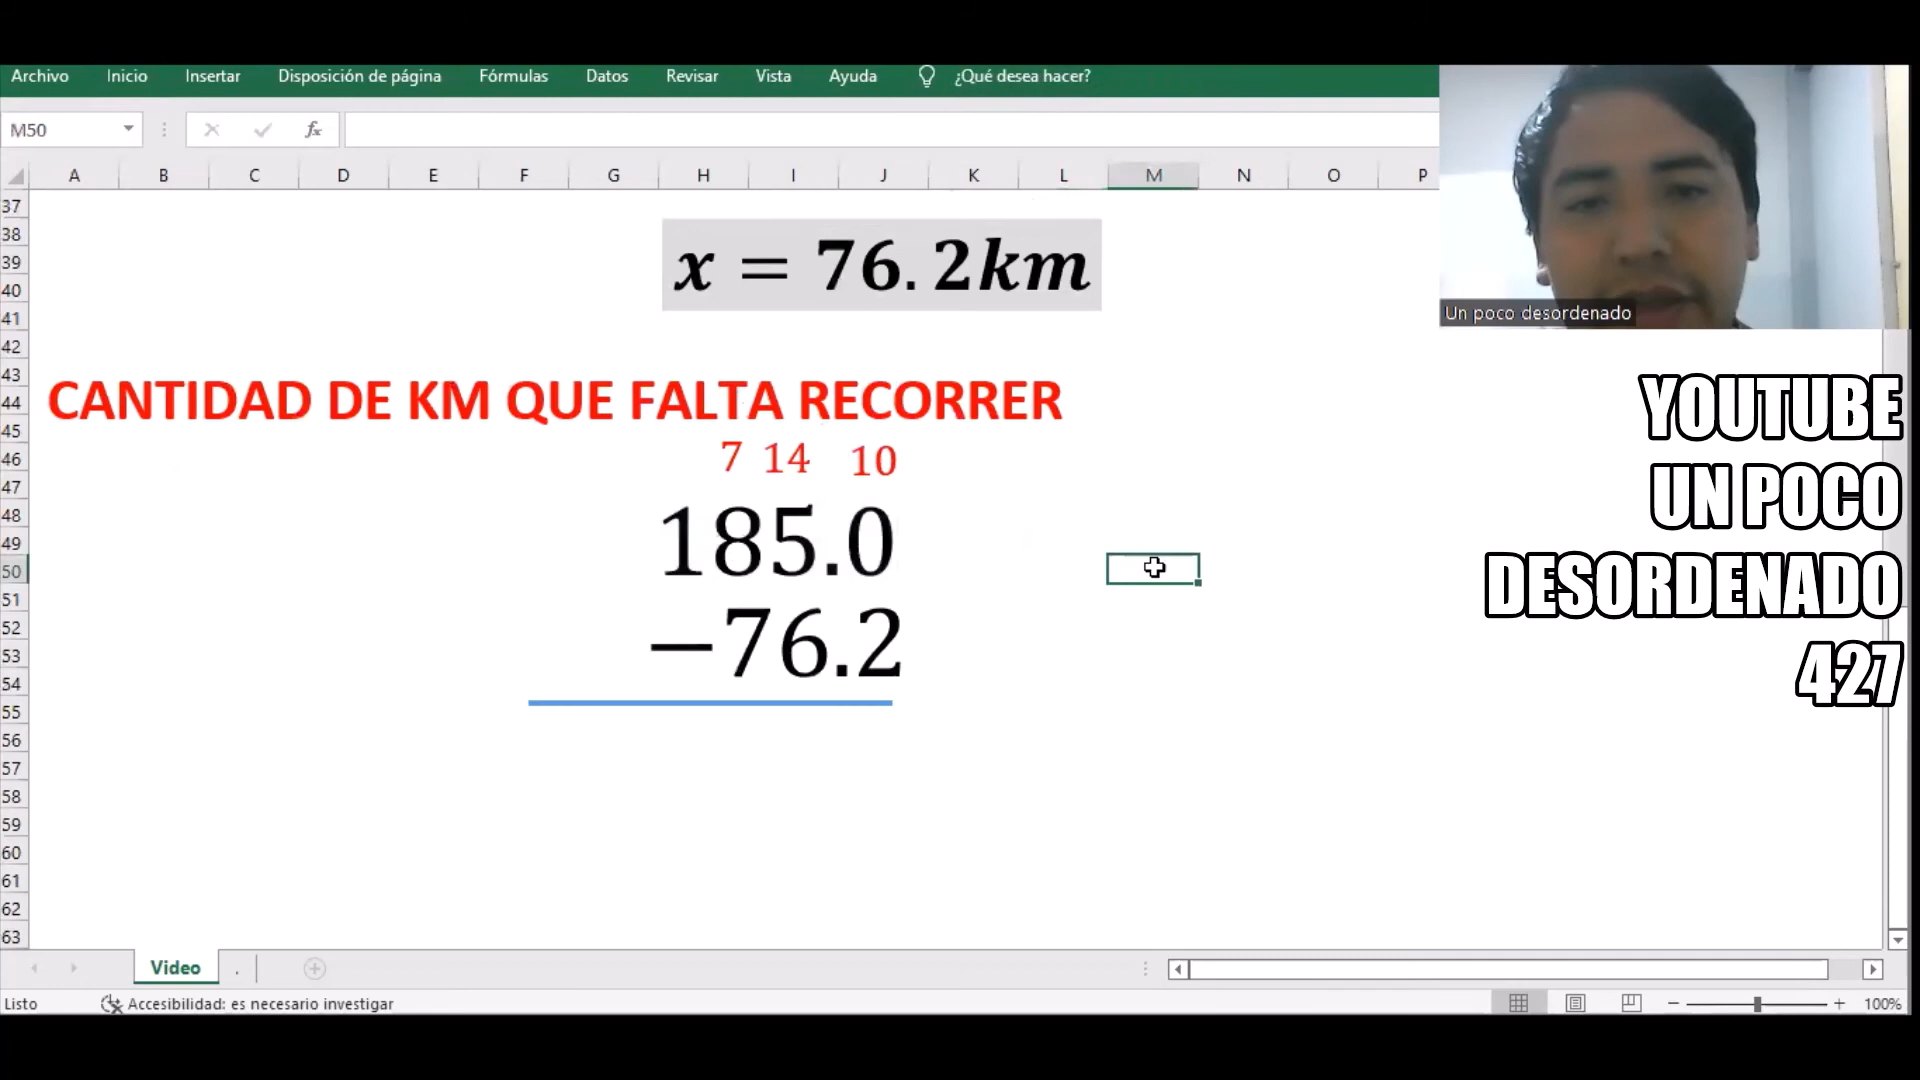 Archivo Inicio Insertar Disposición de página Fórmulas Datos Revisar Vista Ayuda ¿Qué desea hacer?
M50 fx
A B C D E F G H I J K L M N O P
37
38
39
40
41
42
43
44
45
46
47
48
49
50
51
52
53
54
55
56
57
58
59
60
61
62
63
x = 76.2km
CANTIDAD DE KM QUE FALTA RECORRER
7 14 10
185.0
−76.2
Un poco desordenado
YOUTUBE
UN POCO
DESORDENADO
427
Video .
Listo Accesibilidad: es necesario investigar 100%